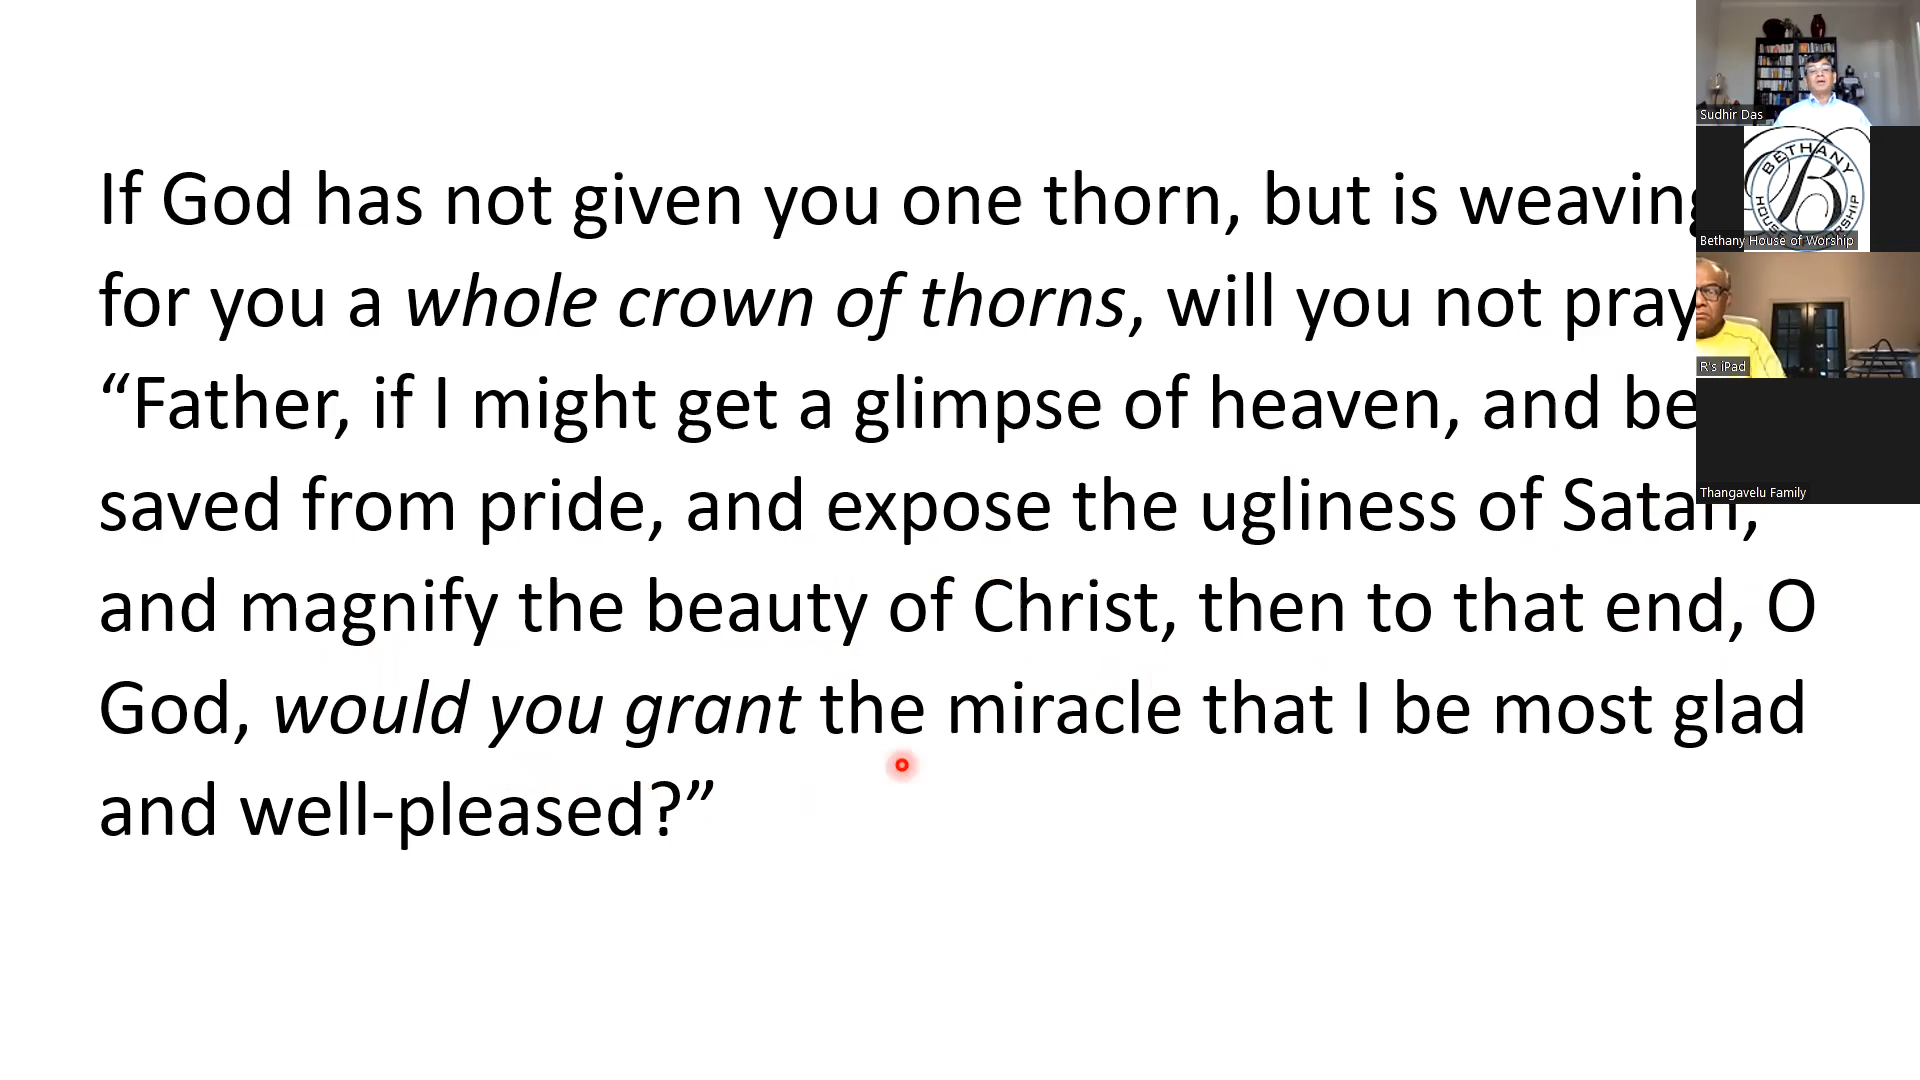 If God has not given you one thorn, but is weaving
for you a whole crown of thorns, will you not pray
“Father, if I might get a glimpse of heaven, and be
saved from pride, and expose the ugliness of Satan,
and magnify the beauty of Christ, then to that end, O
God, would you grant the miracle that I be most glad
and well-pleased?”
Sudhir Das
BETHANY
HOUSE
Bethany House of Worship
R's iPad
Thangavelu Family